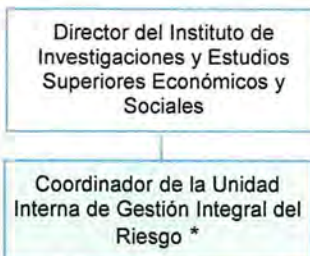 Director del Instituto de
Investigaciones y Estudios
Superiores Económicos y
Sociales
Coordinador de la Unidad
Interna de Gestión Integral del
Riesgo *